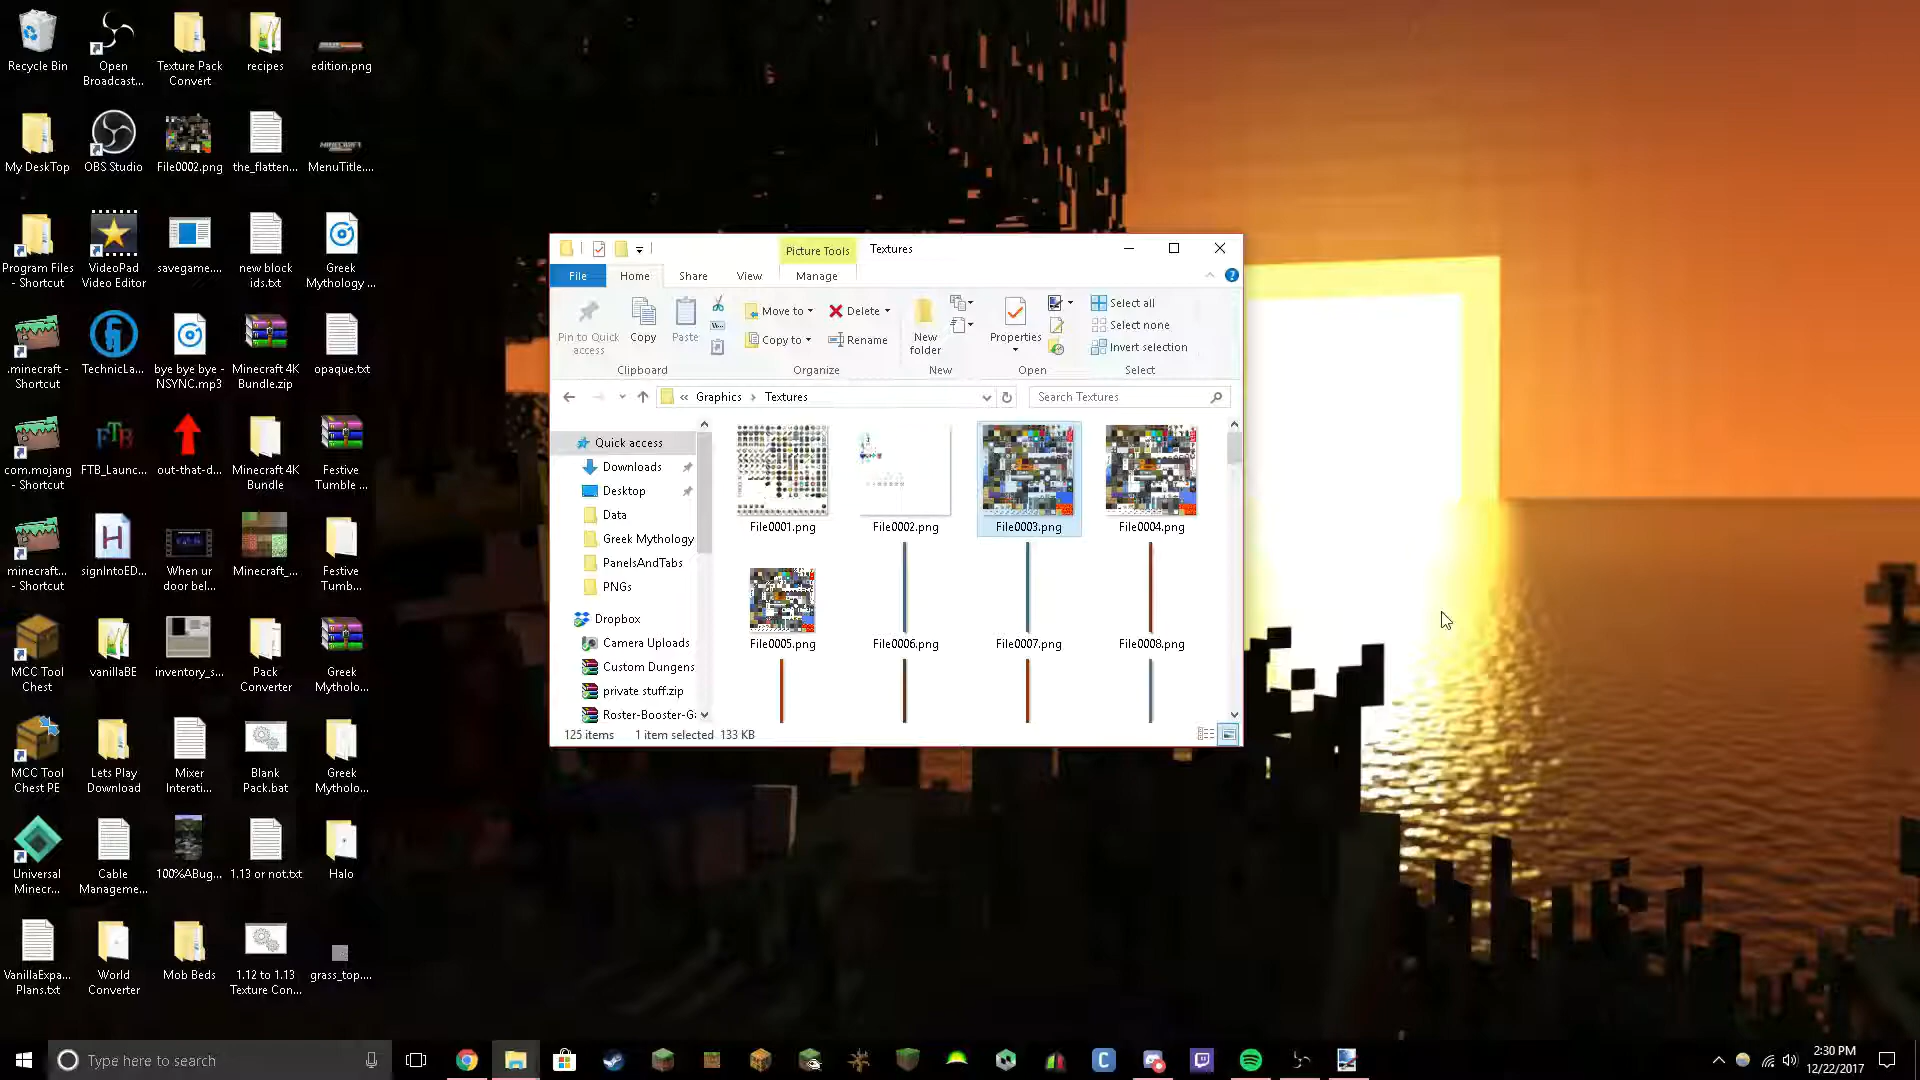 Recycle Bin
Open
Broadcast...
Texture Pack
Convert
recipes
edition.png
My DeskTop
OBS Studio
File0002.png
the_flatten...
MenuTitle....
Program Files
- Shortcut
VideoPad
Video Editor
savegame....
new block
ids.txt
Greek
Mythology ...
.minecraft -
Shortcut
TechnicLa...
bye bye bye -
NSYNC.mp3
Minecraft 4K
Bundle.zip
opaque.txt
com.mojang
- Shortcut
FTB_Launc...
out-that-d...
Minecraft 4K
Bundle
Festive
Tumble ...
minecraft...
- Shortcut
signIntoED...
When ur
door bel...
Minecraft_...
Festive
Tumb...
MCC Tool
Chest
vanillaBE
inventory_s...
Pack
Converter
Greek
Mytholo...
MCC Tool
Chest PE
Lets Play
Download
Mixer
Interati...
Blank
Pack.bat
Greek
Mytholo...
Universal
Minecr...
Cable
Manageme...
100%ABug...
1.13 or not.txt
Halo
VanillaExpa...
Plans.txt
World
Converter
Mob Beds
1.12 to 1.13
Texture Con...
grass_top....
Picture Tools
Textures
File
Home
Share
View
Manage
Pin to Quick
access
Copy
Paste
Move to
Copy to
Delete
Rename
New
folder
Properties
Select all
Select none
Invert selection
Clipboard
Organize
New
Open
Select
« Graphics > Textures
Search Textures
Quick access
Downloads
Desktop
Data
Greek Mythology
PanelsAndTabs
PNGs
Dropbox
Camera Uploads
Custom Dungens
private stuff.zip
Roster-Booster-G
File0001.png
File0002.png
File0003.png
File0004.png
File0005.png
File0006.png
File0007.png
File0008.png
125 items
1 item selected 133 KB
Type here to search
2:30 PM
12/22/2017